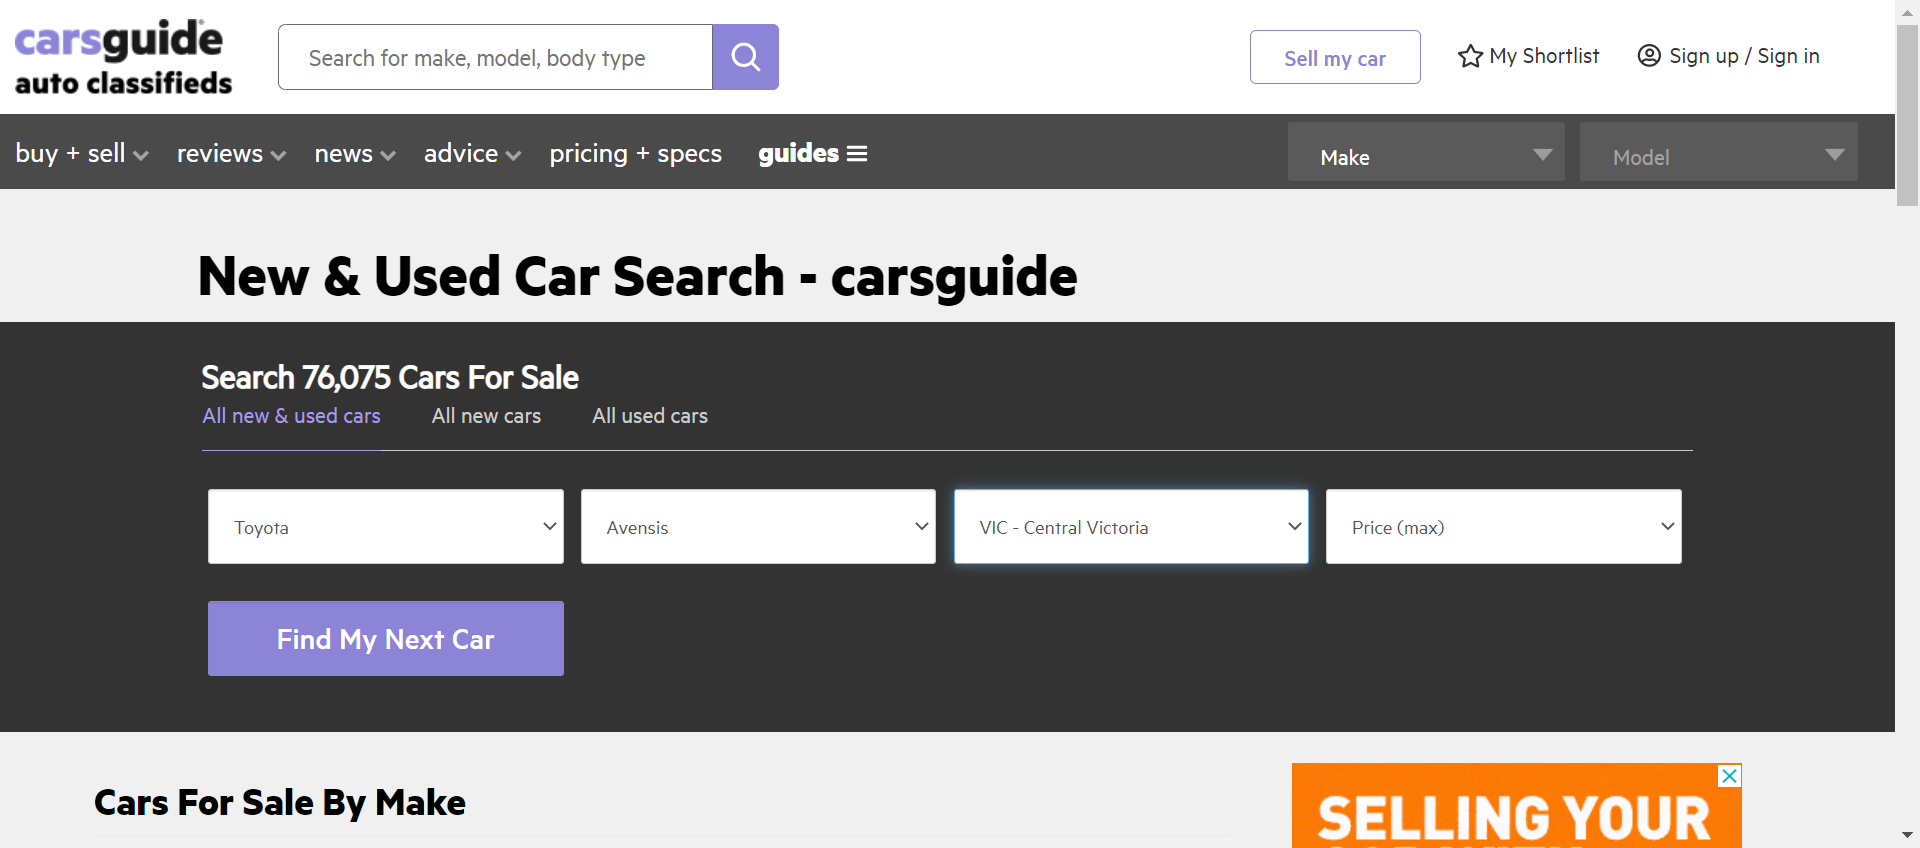 carsguide
auto classifieds
Search for make, model, body type
Sell my car
My Shortlist
Sign up / Sign in
buy + sell
reviews
news
advice
pricing + specs
guides
Make
Model
New & Used Car Search - carsguide
Search 76,075 Cars For Sale
All new & used cars
All new cars
All used cars
Toyota
Avensis
VIC - Central Victoria
Price (max)
Find My Next Car
Cars For Sale By Make
SELLING YOUR